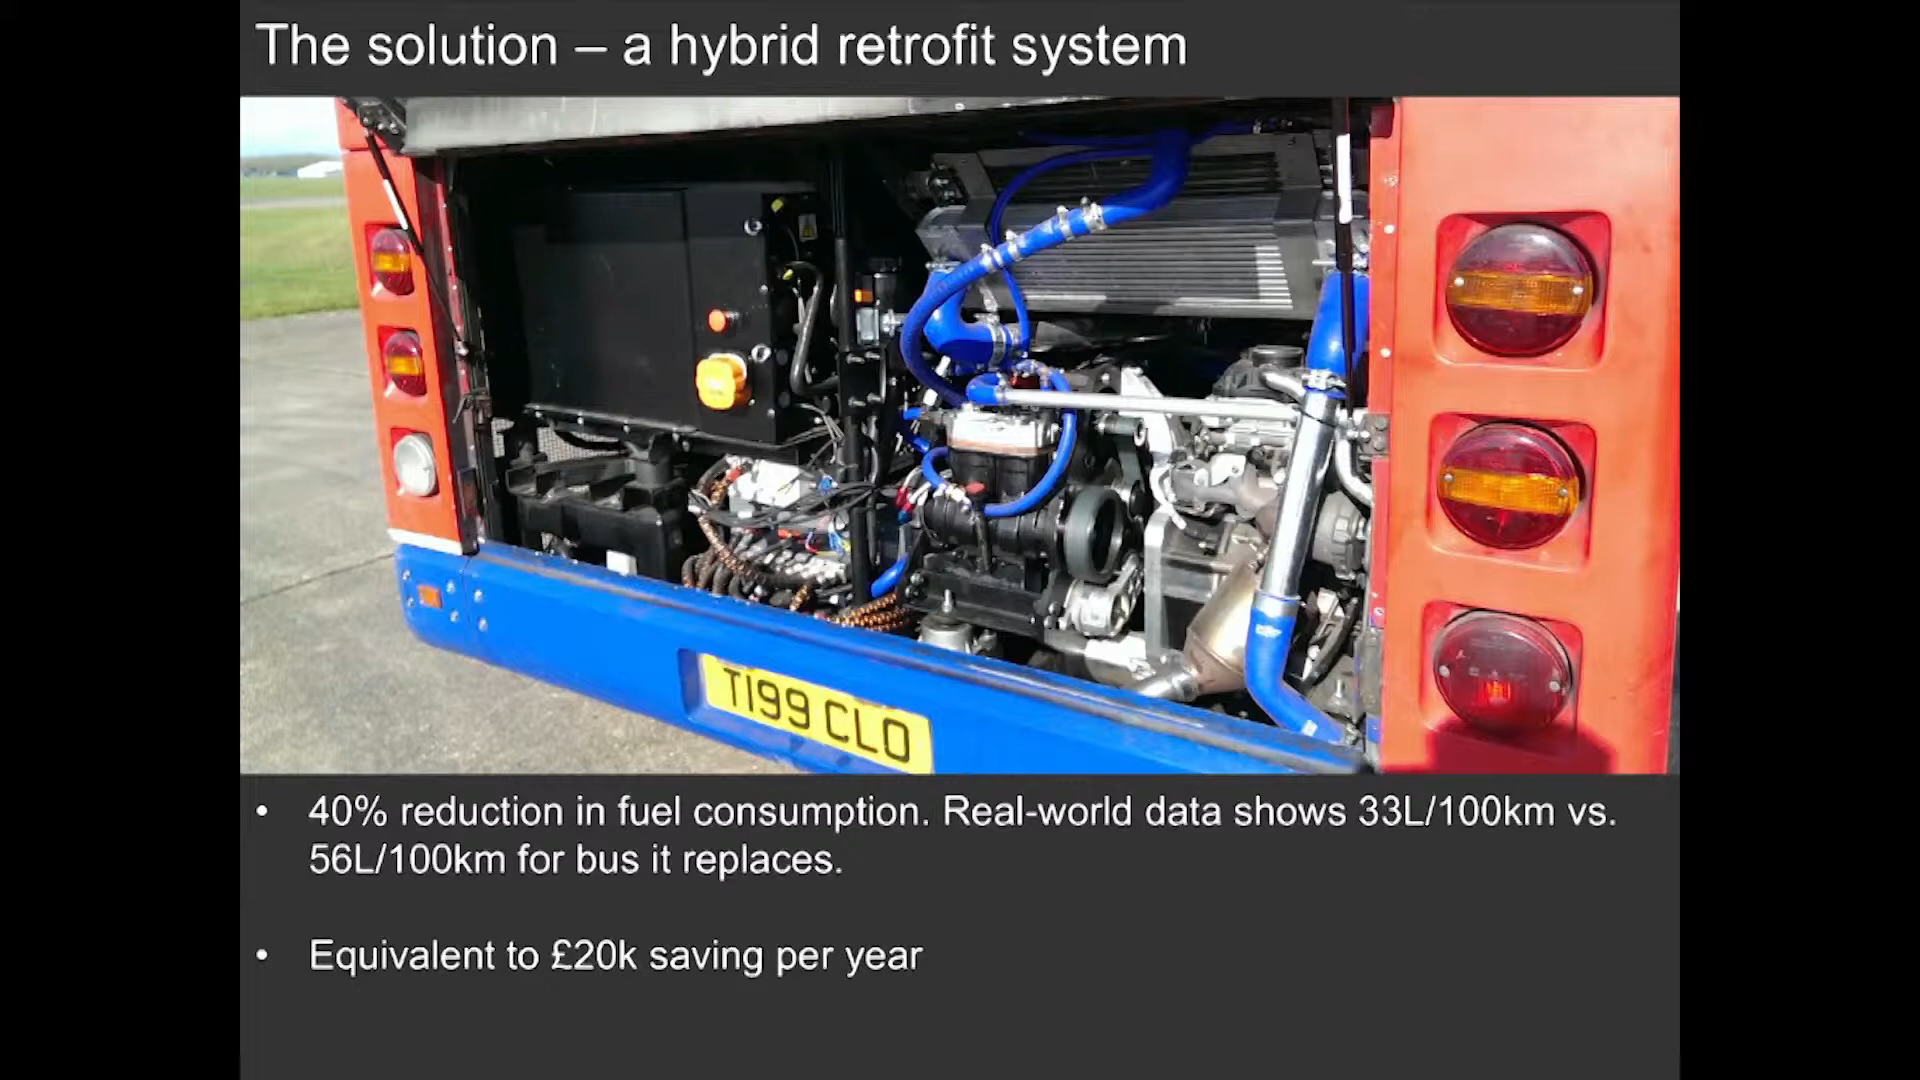 The solution – a hybrid retrofit system
T199 CLO
• 40% reduction in fuel consumption. Real-world data shows 33L/100km vs.
56L/100km for bus it replaces.
• Equivalent to £20k saving per year